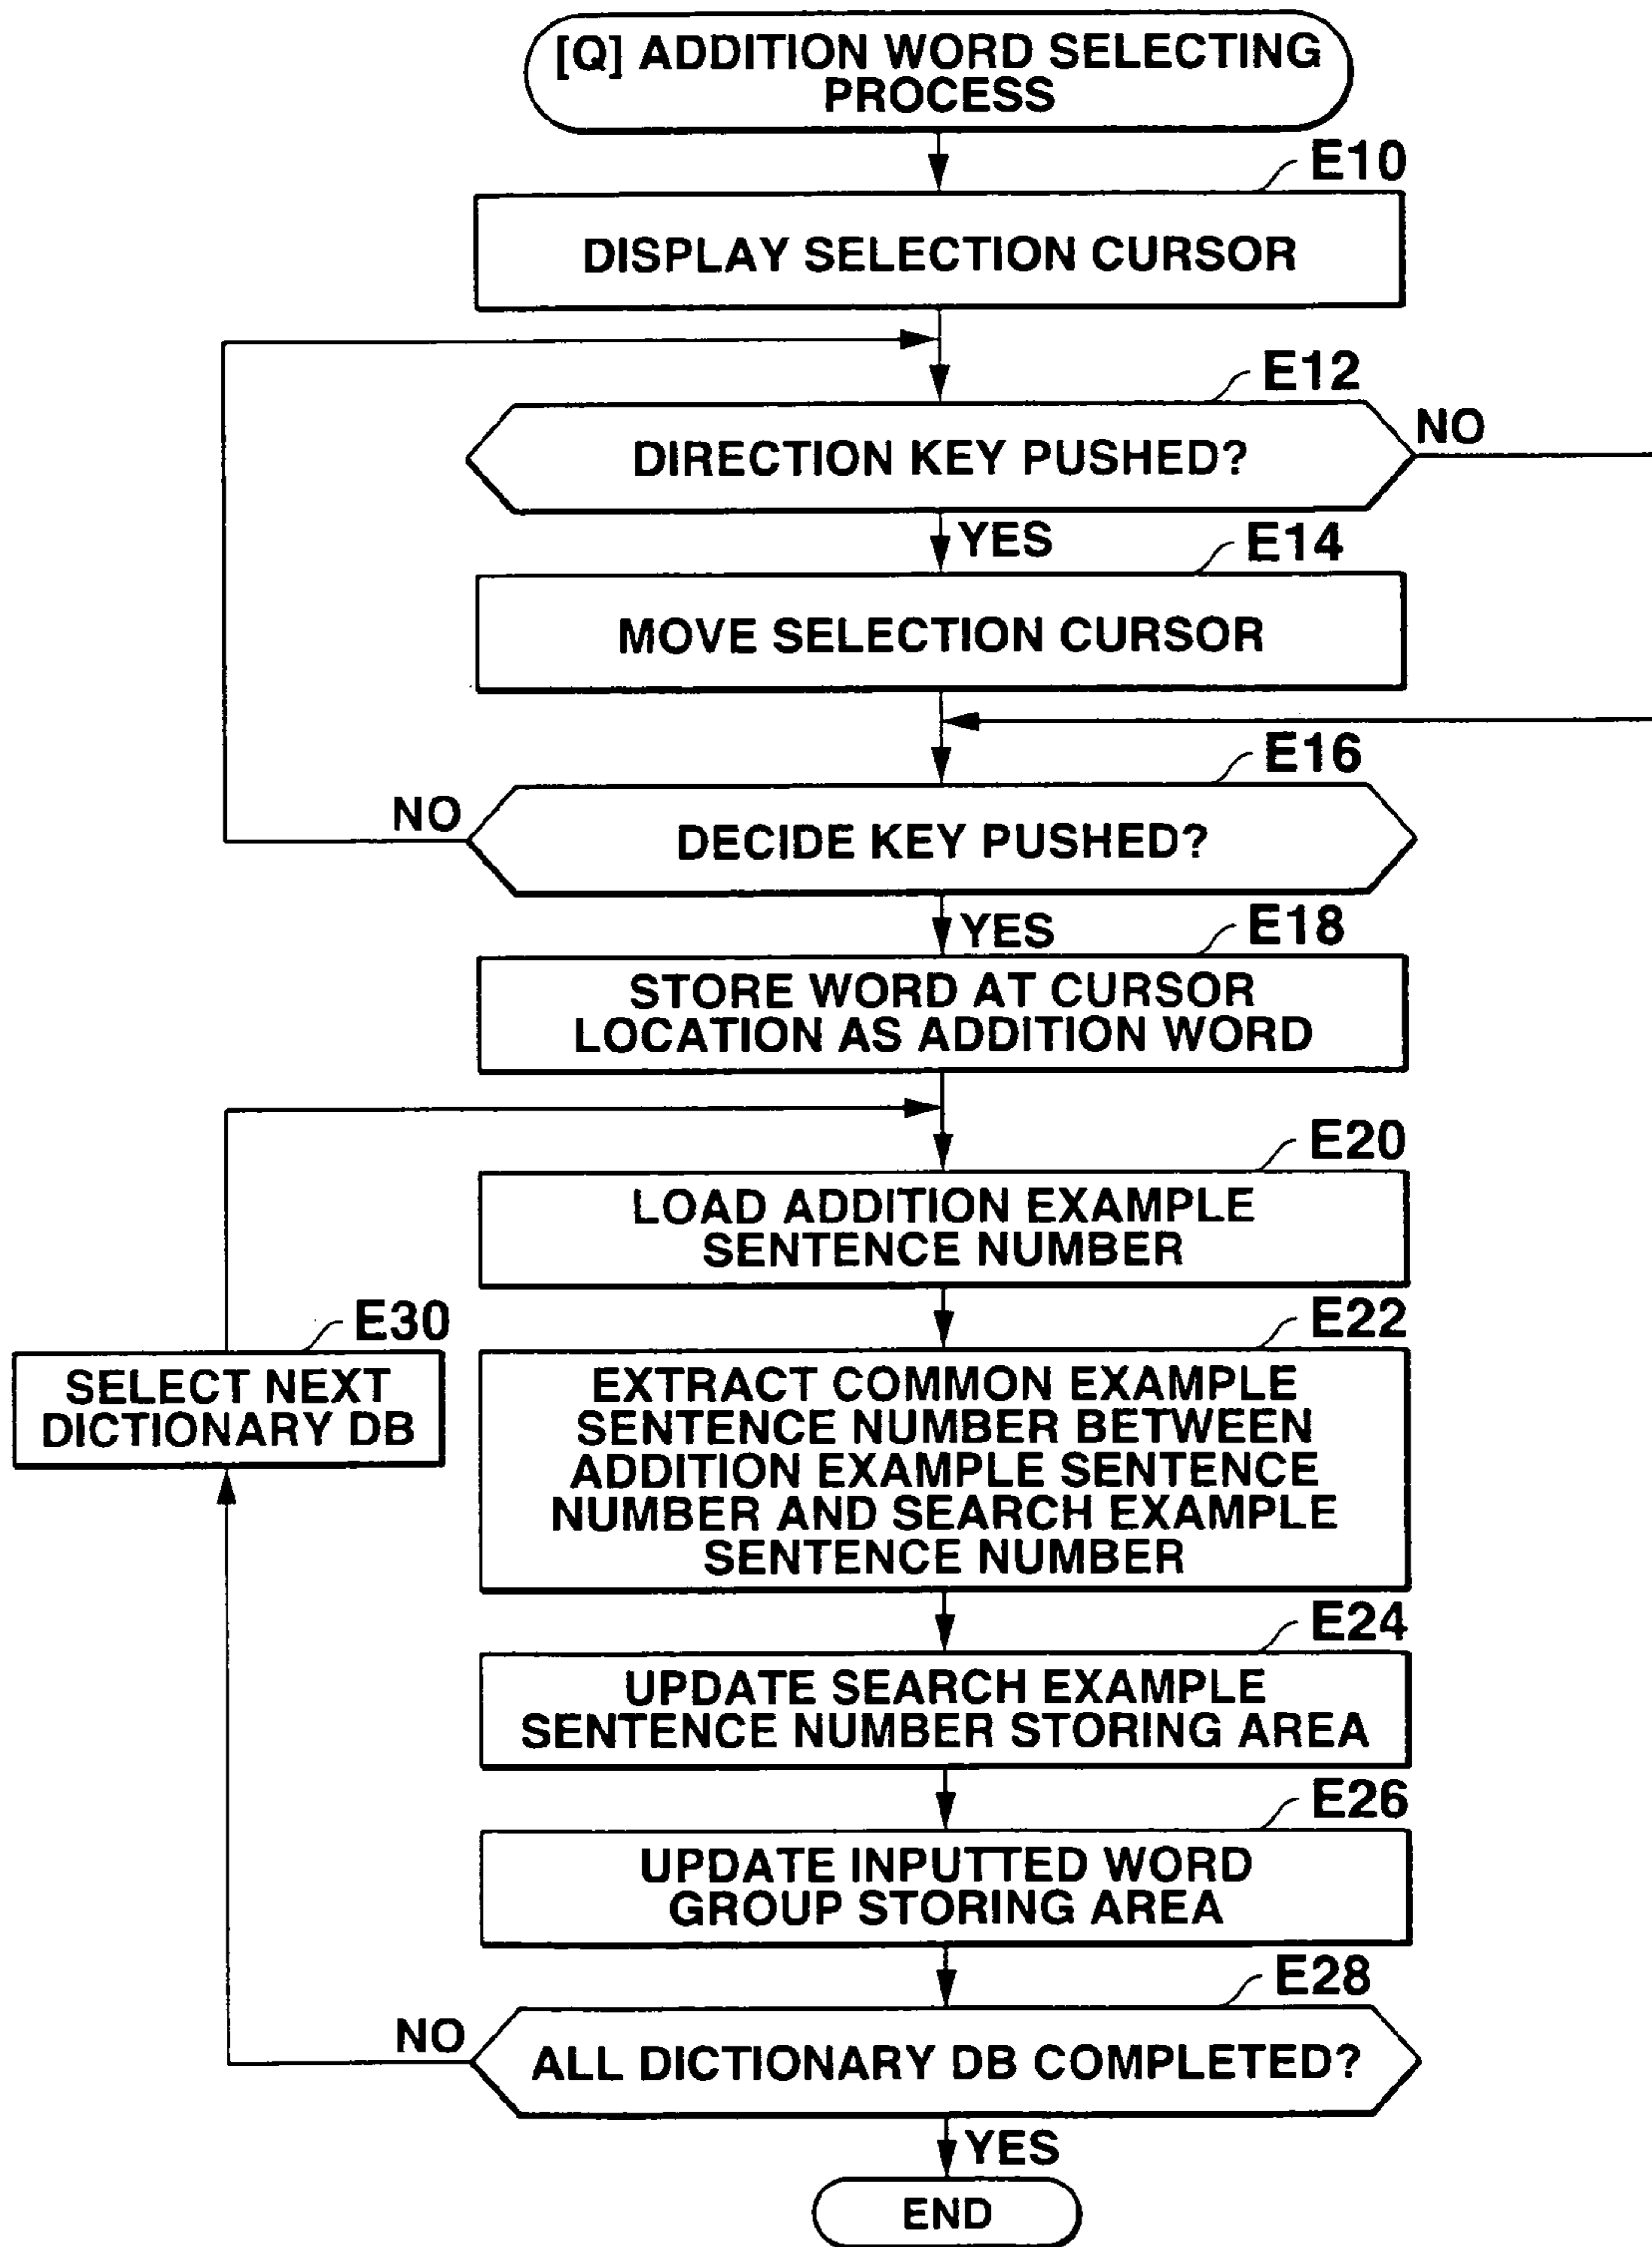 [Q] ADDITION WORD SELECTING
PROCESS
E10
DISPLAY SELECTION CURSOR
E12
DIRECTION KEY PUSHED?
NO
YES
E14
MOVE SELECTION CURSOR
E16
NO
DECIDE KEY PUSHED?
YES
E18
STORE WORD AT CURSOR
LOCATION AS ADDITION WORD
E20
LOAD ADDITION EXAMPLE
SENTENCE NUMBER
E30
SELECT NEXT
DICTIONARY DB
E22
EXTRACT COMMON EXAMPLE
SENTENCE NUMBER BETWEEN
ADDITION EXAMPLE SENTENCE
NUMBER AND SEARCH EXAMPLE
SENTENCE NUMBER
E24
UPDATE SEARCH EXAMPLE
SENTENCE NUMBER STORING AREA
E26
UPDATE INPUTTED WORD
GROUP STORING AREA
E28
NO
ALL DICTIONARY DB COMPLETED?
YES
END